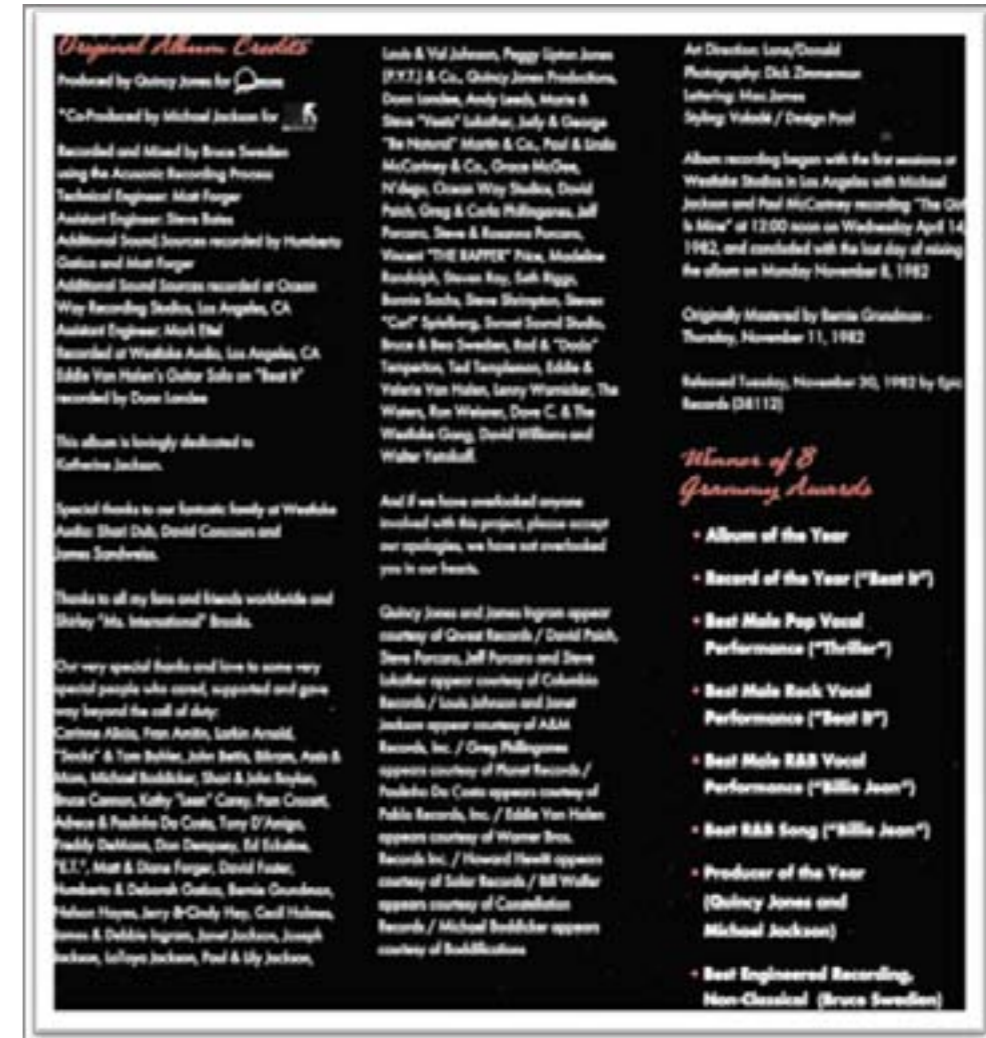 Original Album Credits
Produced by Quincy Jones for Qwest
*Co-Produced by Michael Jackson for
Recorded and Mixed by Bruce Swedien
using the Acusonic Recording Process
Technical Engineer: Matt Forger
Assistant Engineer: Steve Bates
Additional Sound Sources recorded by Humberto
Gatica and Matt Forger
Additional Sound Sources recorded at Ocean
Way Recording Studios, Los Angeles, CA
Assistant Engineer: Mark Ettel
Recorded at Westlake Audio, Los Angeles, CA
Eddie Van Halen's Guitar Solo on "Beat It"
recorded by Donn Landee
This album is lovingly dedicated to
Katherine Jackson.
Special thanks to our fantastic family at Westlake
Audio: Shari Dub, David Concours and
James Sandweiss.
Thanks to all my fans and friends worldwide and
Shirley "Ms. International" Brooks.
Our very special thanks and love to some very
special people who cared, supported and gave
way beyond the call of duty:
Corinne Alicia, Fran Amitin, Larkin Arnold,
"Socks" & Tom Bahler, John Bettis, Bikram, Asia &
Mom, Michael Boddicker, Shari & John Boylan,
Bruce Cannon, Kathy "Leen" Carey, Pam
& Paulinho Da Costa, Tony D'Amigo,
Freddy DeMann, Don Dempsey, Ed Eckstine,
"E.T.", Matt & Diane Forger, David Foster,
Humberto & Deborah Gatica, Bernie Grundman,
Nelson Hayes, Jerry & Cindy Hey, Cecil Holmes,
James & Debbie Ingram, Janet Jackson, Joseph
Jackson, LaToya Jackson, Paul & Lily Jackson,
Louis & Val Johnson, Peggy Lipton Jones
(P.Y.T.) & Co., Quincy Jones Productions,
Donn Landee, Andy Leeds, Marie &
Steve "Veets" Lukather, Judy & George
"Be Natural" Martin & Co., Paul & Linda
McCartney & Co., Grace McGee,
N'dugu, Ocean Way Studios, David
Paich, Greg & Carla Phillinganes, Jeff
Porcaro, Steve & Rosanna Porcaro,
Vincent "THE RAPPER" Price, Madeline
Randolph, Steven Ray, Seth Riggs,
Bonnie Sachs, Steve Shrimpton, Steven
"Carl" Spielberg, Sunset Sound Studio,
Bruce & Bea Swedien, Rod & "Dodo"
Temperton, Ted Templeman, Eddie &
Valerie Van Halen, Lenny Waronker, The
Waters, Ron Weisner, Dave C. & The
Westlake Gang, David Williams and
Walter Yetnikoff.
And if we have overlooked anyone
involved with this project, please accept
our apologies, we have not overlooked
you in our hearts.
Quincy Jones and James Ingram appear
courtesy of Qwest Records / David Paich,
Steve Porcaro, Jeff Porcaro and Steve
Lukather appear courtesy of Columbia
Records / Louis Johnson and Janet
Jackson appear courtesy of A&M
Records, Inc. / Greg Phillinganes
appears courtesy of Planet Records /
Paulinho Da Costa appears courtesy of
Pablo Records, Inc. / Eddie Van Halen
appears courtesy of Warner Bros.
Records Inc. / Howard Hewett appears
courtesy of Solar Records / Bill Wolfer
appears courtesy of Constellation
Records / Michael Boddicker appears
courtesy of Boddifications
Art Direction: Lane/Donald
Photography: Dick Zimmerman
Lettering: Mac James
Styling: Valadé / Design Pool
Album recording began with the first sessions at
Westlake Studios in Los Angeles with Michael
Jackson and Paul McCartney recording "The Girl
Is Mine" at 12:00 noon on Wednesday April 14,
1982, and concluded with the last day of mixing
the album on Monday November 8, 1982
Originally Mastered by Bernie Grundman -
Thursday, November 11, 1982
Released Tuesday, November 30, 1982 by Epic
Records (38112)
Winner of 8
Grammy Awards
• Album of the Year
• Record of the Year ("Beat It")
• Best Male Pop Vocal
Performance ("Thriller")
• Best Male Rock Vocal
Performance ("Beat It")
• Best Male R&B Vocal
Performance ("Billie Jean")
• Best R&B Song ("Billie Jean")
• Producer of the Year
(Quincy Jones and
Michael Jackson)
• Best Engineered Recording,
Non-Classical (Bruce Swedien)